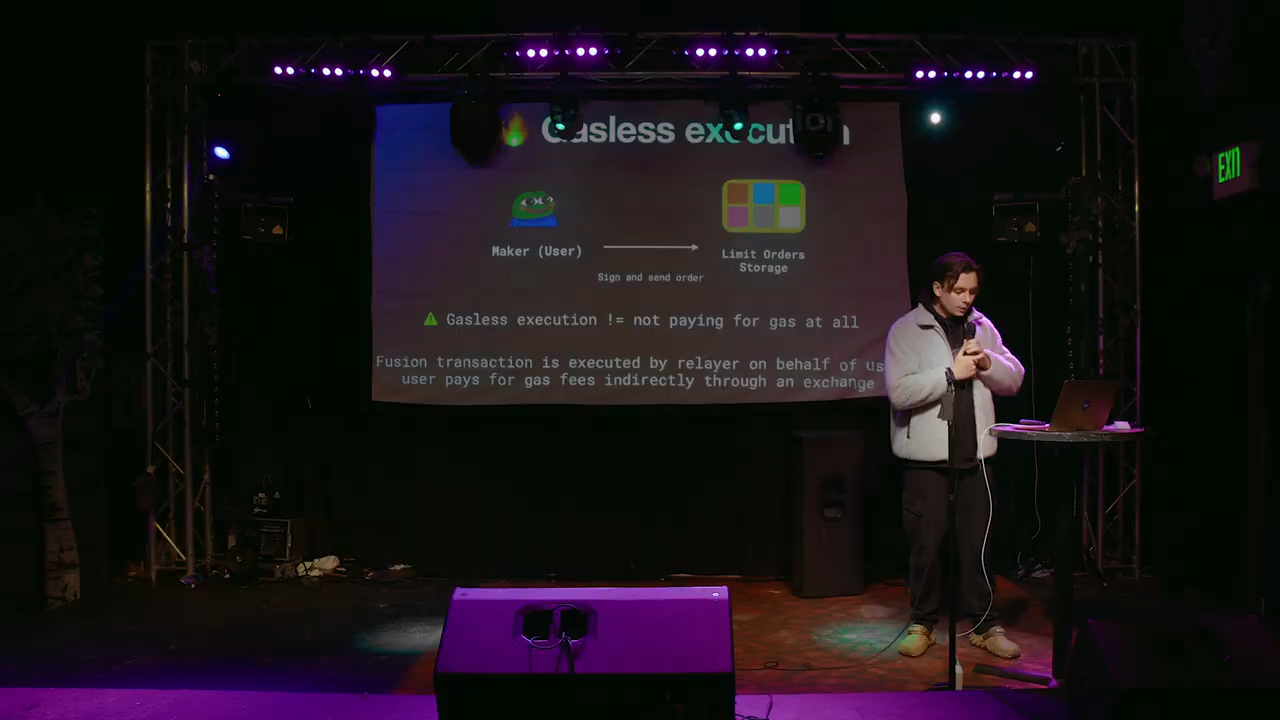 Gasless execution
Maker (User)
Limit Orders
Storage
Sign and send order
Gasless execution != not paying for gas at all
Fusion transaction is executed by relayer on behalf of
user pays for gas fees indirectly through an exchange
EXIT